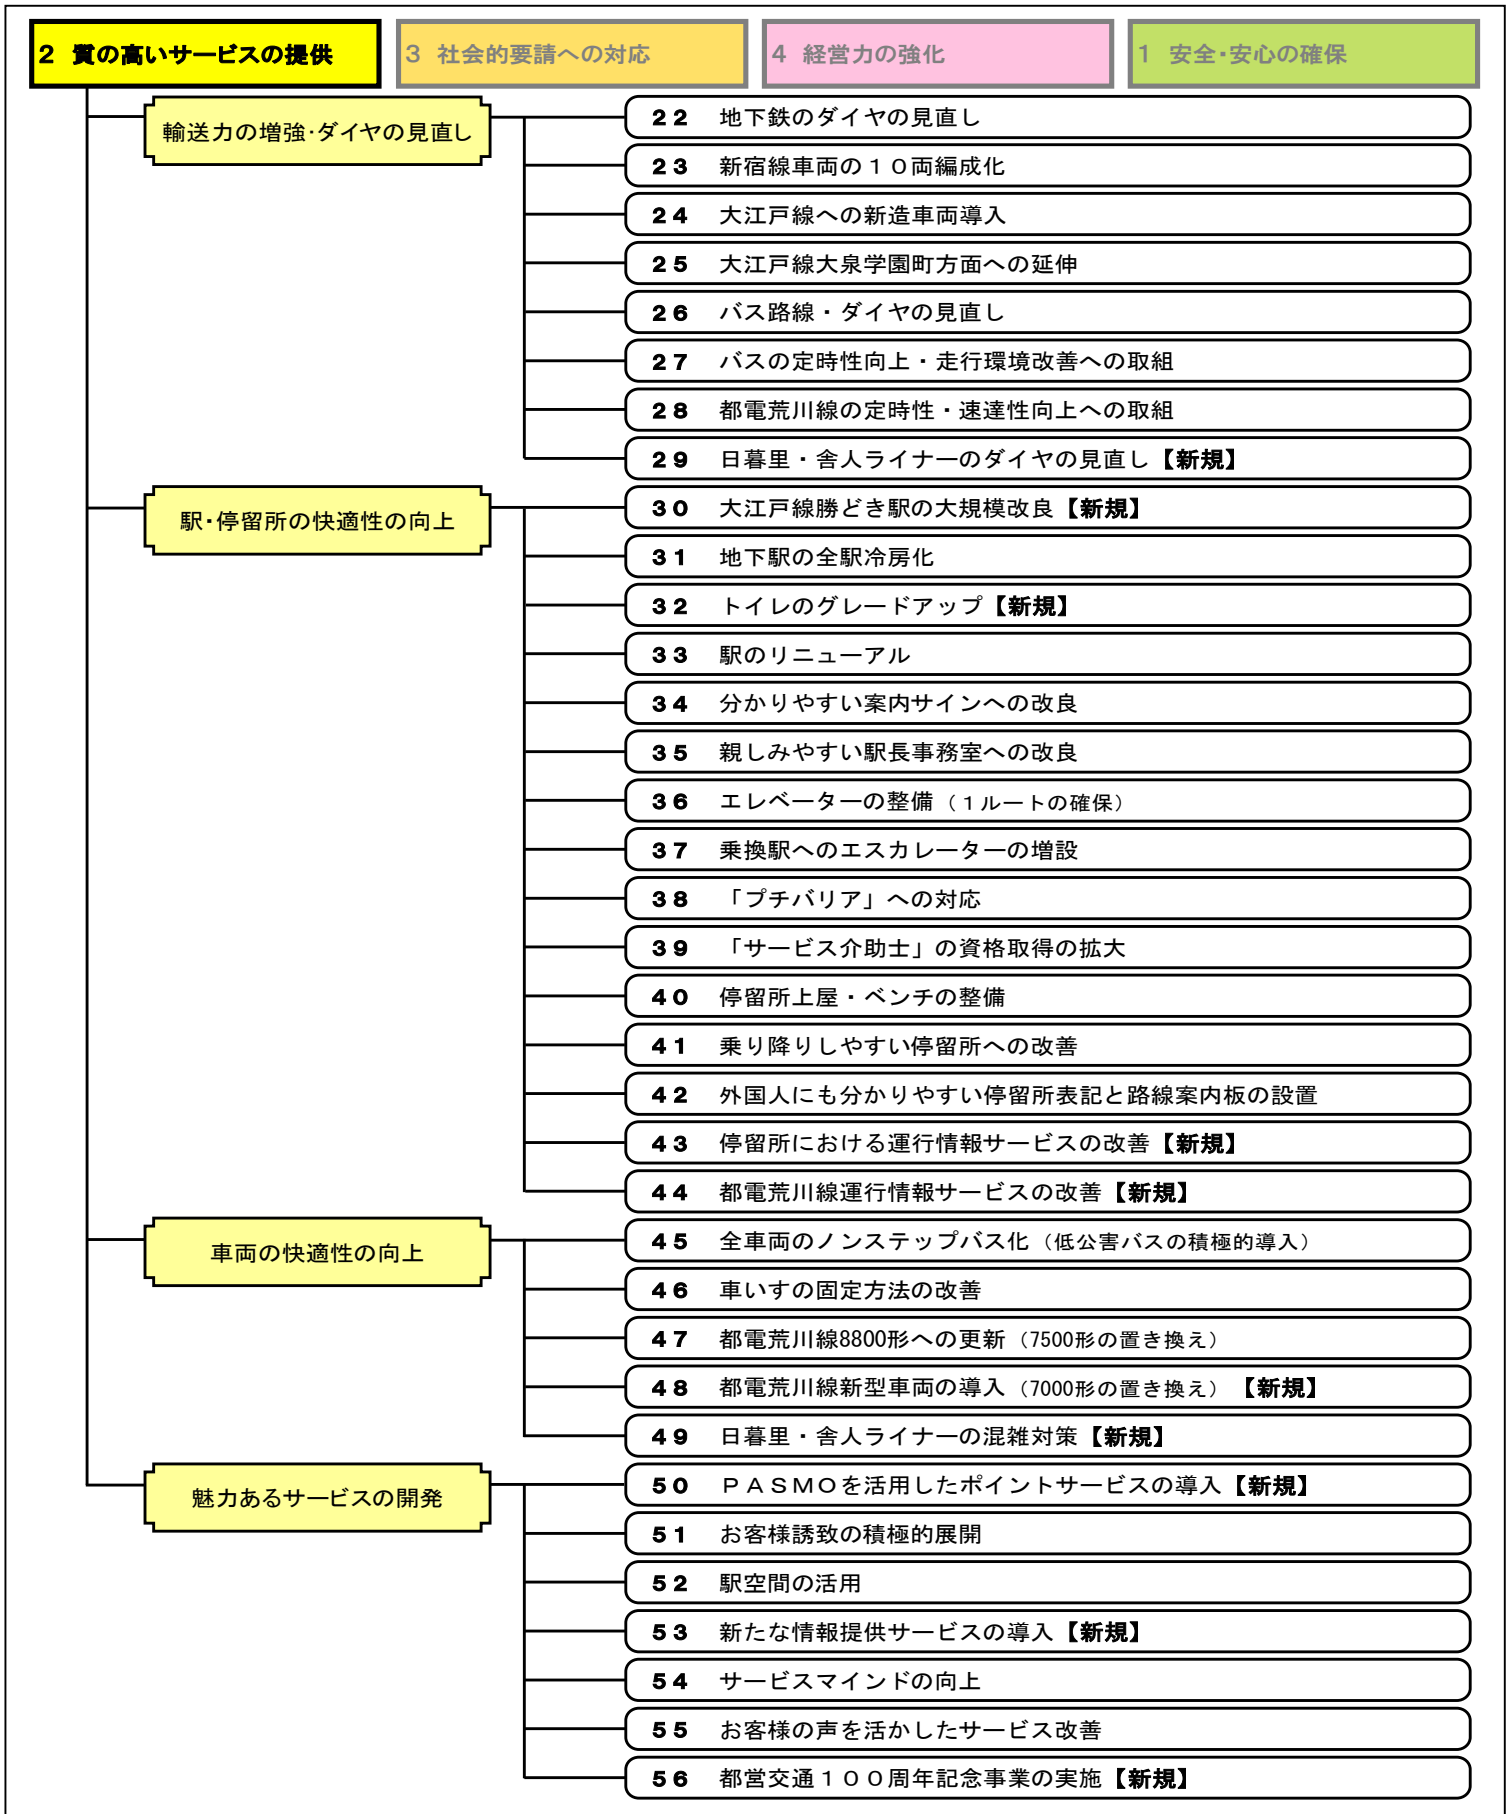 2 質の高いサービスの提供
3 社会的要請への対応
4 経営力の強化
1 安全・安心の確保
輸送力の増強・ダイヤの見直し
22 地下鉄のダイヤの見直し
23 新宿線車両の10両編成化
24 大江戸線への新造車両導入
25 大江戸線大泉学園町方面への延伸
26 バス路線・ダイヤの見直し
27 バスの定時性向上・走行環境改善への取組
28 都電荒川線の定時性・速達性向上への取組
29 日暮里・舎人ライナーのダイヤの見直し【新規】
駅・停留所の快適性の向上
30 大江戸線勝どき駅の大規模改良【新規】
31 地下駅の全駅冷房化
32 トイレのグレードアップ【新規】
33 駅のリニューアル
34 分かりやすい案内サインへの改良
35 親しみやすい駅長事務室への改良
36 エレベーターの整備（1ルートの確保）
37 乗換駅へのエスカレーターの増設
38 「プチバリア」への対応
39 「サービス介助士」の資格取得の拡大
40 停留所上屋・ベンチの整備
41 乗り降りしやすい停留所への改善
42 外国人にも分かりやすい停留所表記と路線案内板の設置
43 停留所における運行情報サービスの改善【新規】
44 都電荒川線運行情報サービスの改善【新規】
車両の快適性の向上
45 全車両のノンステップバス化（低公害バスの積極的導入）
46 車いすの固定方法の改善
47 都電荒川線8800形への更新（7500形の置き換え）
48 都電荒川線新型車両の導入（7000形の置き換え）【新規】
49 日暮里・舎人ライナーの混雑対策【新規】
魅力あるサービスの開発
50 PASMOを活用したポイントサービスの導入【新規】
51 お客様誘致の積極的展開
52 駅空間の活用
53 新たな情報提供サービスの導入【新規】
54 サービスマインドの向上
55 お客様の声を活かしたサービス改善
56 都営交通100周年記念事業の実施【新規】